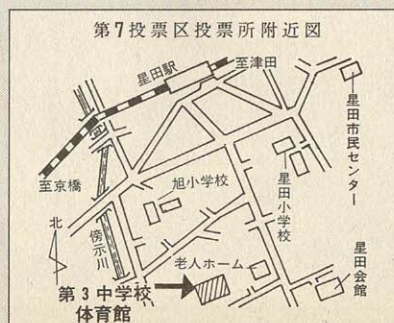 第7投票区投票所附近図
至津田
星田駅
星田市民センター
至京橋
旭小学校
星田小学校
北
傍示川
老人ホーム
星田会館
第3中学校
体育館